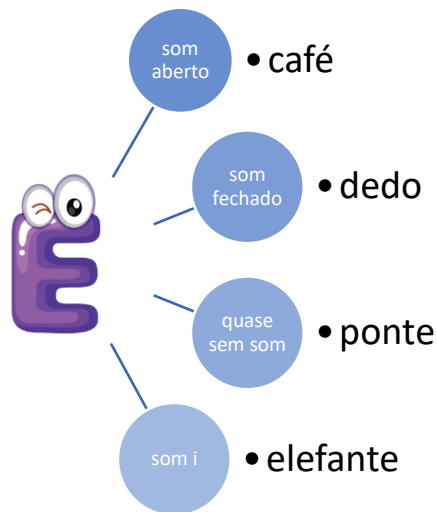 E
som
aberto
• café
som
fechado
• dedo
quase
sem som
• ponte
som i
• elefante